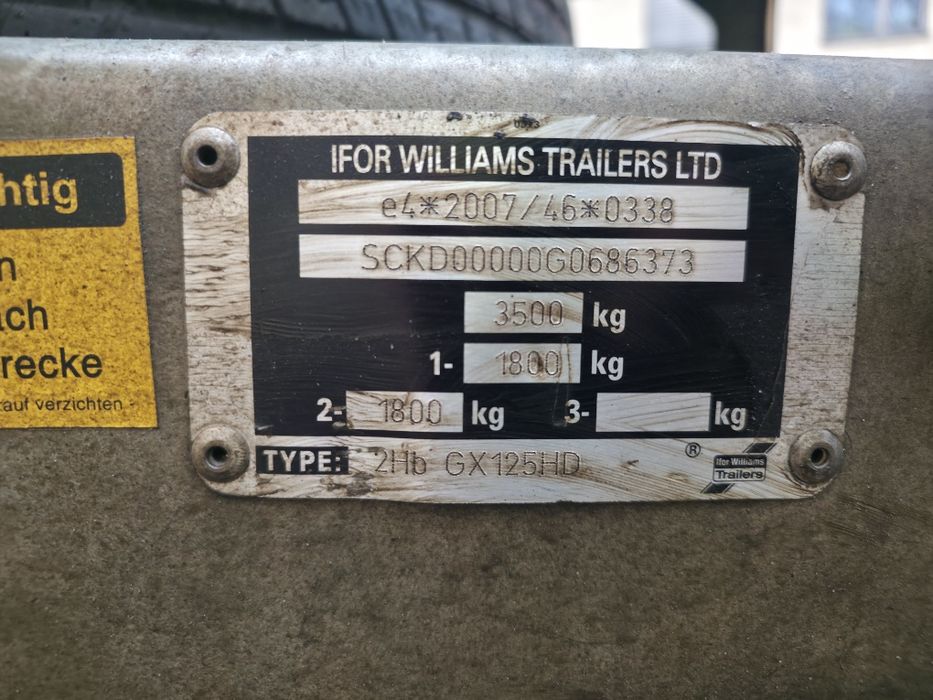 htig
n
ach
recke
auf verzichten -
IFOR WILLIAMS TRAILERS LTD
e4*2007/46*0338
SCKD00000G0686373
3500 kg
1- 1800 kg
2- 1800 kg 3- kg
TYPE: 2Hb GX125HD ®
Ifor Williams
Trailers